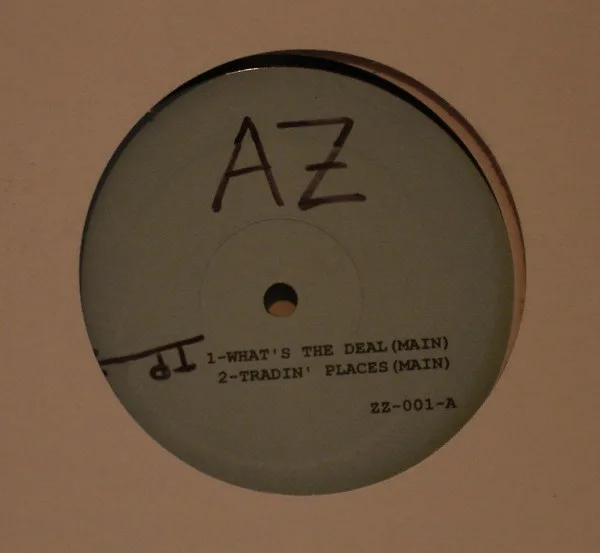 AZ
1-WHAT'S THE DEAL(MAIN)
2-TRADIN' PLACES(MAIN)
ZZ-001-A